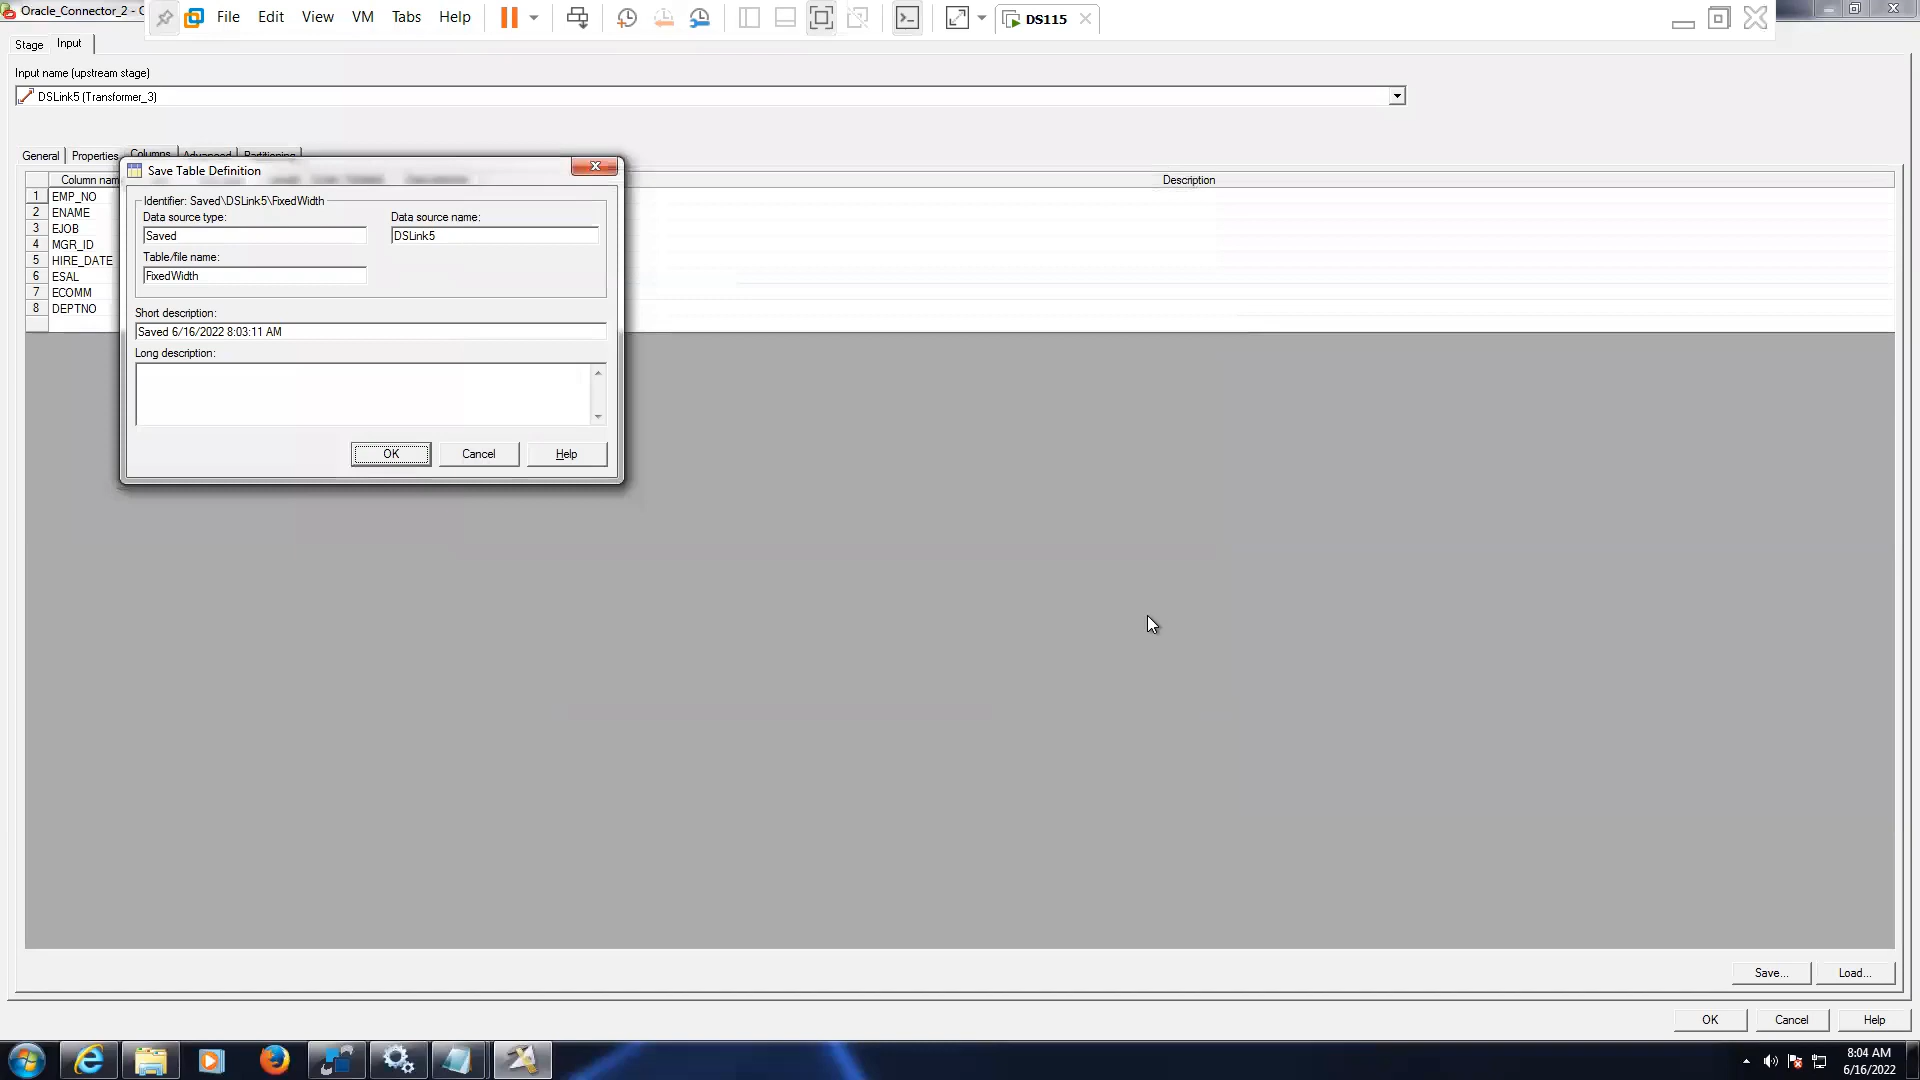 Oracle_Connector_2 - C
File Edit View VM Tabs Help
DS115
Stage Input
Input name (upstream stage)
DSLink5 (Transformer_3)
General Properties Columns Advanced Partitioning
Column nam
Description
1 EMP_NO
2 ENAME
3 EJOB
4 MGR_ID
5 HIRE_DATE
6 ESAL
7 ECOMM
8 DEPTNO
Save Table Definition
Identifier: Saved\DSLink5\FixedWidth
Data source type: Data source name:
Saved DSLink5
Table/file name:
FixedWidth
Short description:
Saved 6/16/2022 8:03:11 AM
Long description:
OK Cancel Help
Save... Load...
OK Cancel Help
8:04 AM
6/16/2022